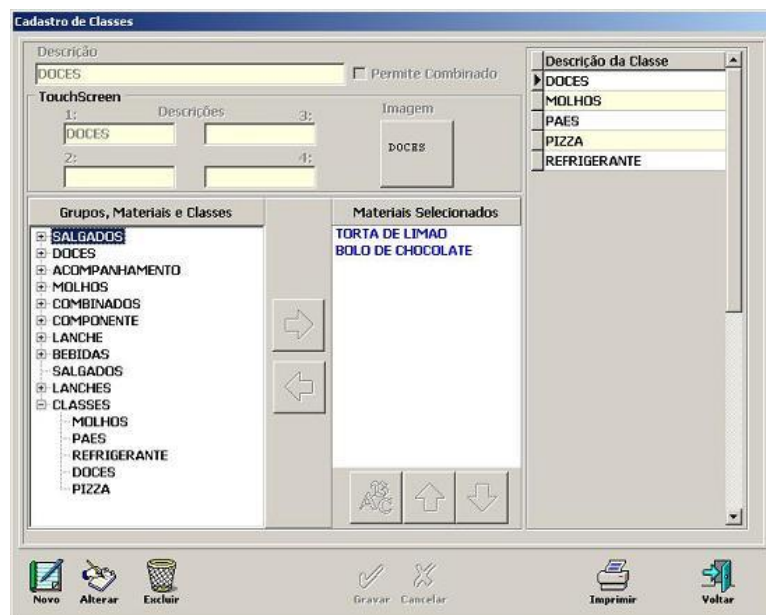 Cadastro de Classes
Descrição
DOCES
Permite Combinado
TouchScreen
Descrições
1:
DOCES
3:
2:
4:
Imagem
DOCES
Descrição da Classe
DOCES
MOLHOS
PAES
PIZZA
REFRIGERANTE
Grupos, Materiais e Classes
SALGADOS
DOCES
ACOMPANHAMENTO
MOLHOS
COMBINADOS
COMPONENTE
LANCHE
BEBIDAS
SALGADOS
LANCHES
CLASSES
MOLHOS
PAES
REFRIGERANTE
DOCES
PIZZA
Materiais Selecionados
TORTA DE LIMAO
BOLO DE CHOCOLATE
Novo
Alterar
Excluir
Gravar
Cancelar
Imprimir
Voltar